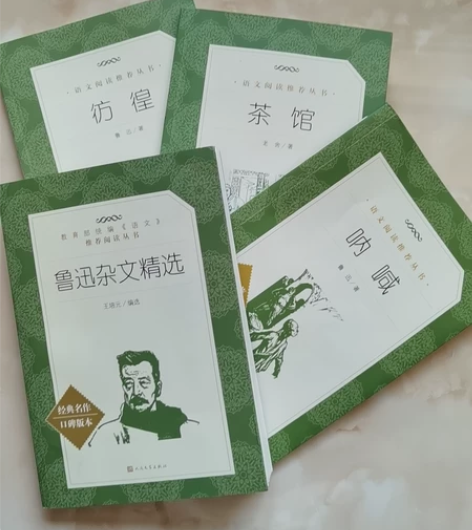 ·语文阅读推荐丛书·
彷徨
鲁迅/著
·语文阅读推荐丛书·
茶馆
老舍/著
教育部统编《语文》
推荐阅读丛书
鲁迅杂文精选
经典名作
口碑版本
人民文学出版社
·语文阅读推荐丛书·
呐喊
鲁迅/著